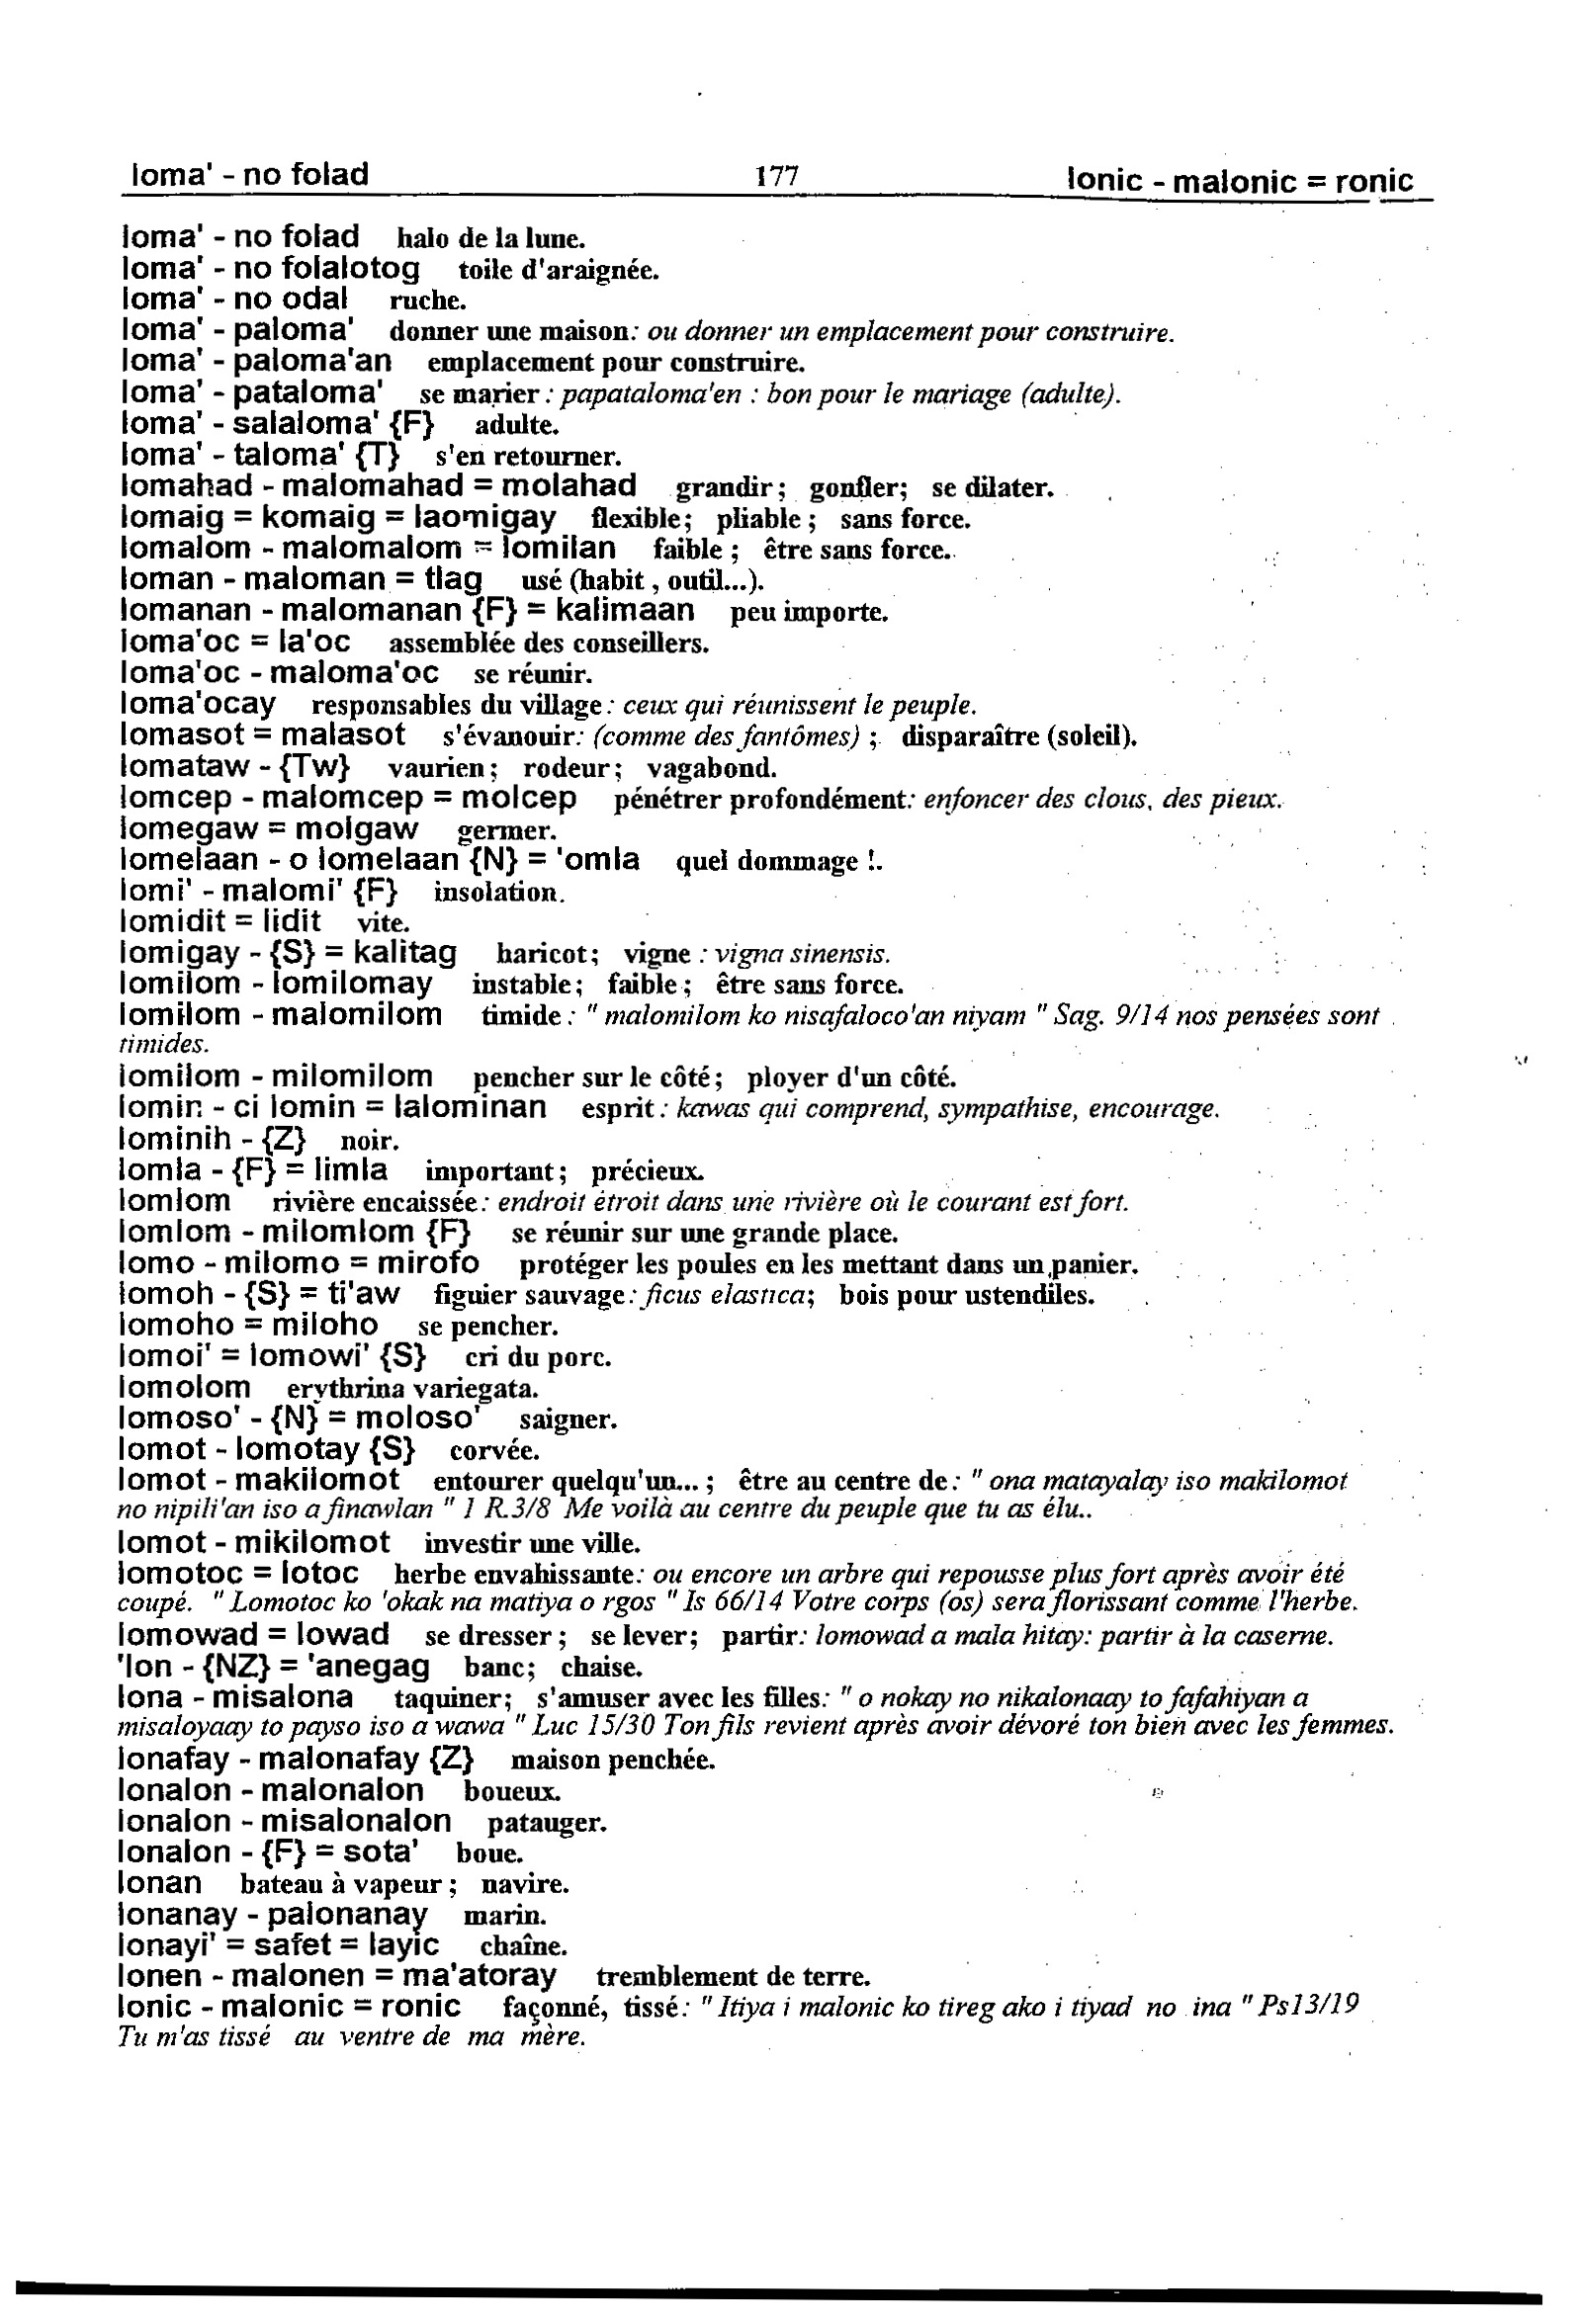 loma' - no folad 177 lonic - malonic = ronic
loma' - no folad halo de la lune.
loma' - no folalotog toile d'araignée.
loma' - no odal ruche.
loma' - paloma' donner une maison: ou donner un emplacement pour construire.
loma' - paloma'an emplacement pour construire.
loma' - pataloma' se marier : papataloma'en : bon pour le mariage (adulte).
loma' - salaloma' {F} adulte.
loma' - taloma' {T} s'en retourner.
lomahad - malomahad = molahad grandir ; gonfler; se dilater.
lomaig = komaig = laomigay flexible; pliable ; sans force.
lomalom - malomalom = lomilan faible ; être sans force.
loman - maloman = tlag usé (habit , outil...).
lomanan - malomanan {F} = kalimaan peu importe.
loma'oc = la'oc assemblée des conseillers.
loma'oc - maloma'oc se réunir.
loma'ocay responsables du village : ceux qui réunissent le peuple.
lomasot = malasot s'évanouir: (comme des fantômes) ; disparaître (soleil).
lomataw - {Tw} vaurien; rodeur; vagabond.
lomcep - malomcep = molcep pénétrer profondément: enfoncer des clous, des pieux.
lomegaw = molgaw germer.
lomelaan - o lomelaan {N} = 'omla quel dommage !.
lomi' - malomi' {F} insolation.
lomidit = lidit vite.
lomigay - {S} = kalitag haricot; vigne : vigna sinensis.
lomilom - lomilomay instable; faible ; être sans force.
lomilom - malomilom timide : " malomilom ko nisafaloco'an niyam " Sag. 9/14 nos pensées sont
timides.
lomilom - milomilom pencher sur le côté; ployer d'un côté.
lomin - ci lomin = lalominan esprit : kawas qui comprend, sympathise, encourage.
lominih - {Z} noir.
lomla - {F} = limla important ; précieux.
lomlom rivière encaissée : endroit étroit dans une rivière où le courant est fort.
lomlom - milomlom {F} se réunir sur une grande place.
lomo - milomo = mirofo protéger les poules en les mettant dans un panier.
lomoh - {S} = ti'aw figuier sauvage: ficus elastica; bois pour ustendiles.
lomoho = miloho se pencher.
lomoi' = lomowi' {S} cri du porc.
lomolom erythrina variegata.
lomoso' - {N} = moloso' saigner.
lomot - lomotay {S} corvée.
lomot - makilomot entourer quelqu'un... ; être au centre de : " ona matayalay iso makilomot
no nipili'an iso a finawlan " 1 R.3/8 Me voilà au centre du peuple que tu as élu..
lomot - mikilomot investir une ville.
lomotoc = lotoc herbe envahissante: ou encore un arbre qui repousse plus fort après avoir été
coupé. " Lomotoc ko 'okak na matiya o rgos " Is 66/14 Votre corps (os) sera florissant comme l'herbe.
lomowad = lowad se dresser ; se lever; partir: lomowad a mala hitay: partir à la caserne.
'lon - {NZ} = 'anegag banc; chaise.
lona - misalona taquiner; s'amuser avec les filles: " o nokay no nikalonaay to fafahiyan a
misaloyaay to payso iso a wawa " Luc 15/30 Ton fils revient après avoir dévoré ton bien avec les femmes.
lonafay - malonafay {Z} maison penchée.
lonalon - malonalon boueux.
lonalon - misalonalon patauger.
lonalon - {F} = sota' boue.
lonan bateau à vapeur ; navire.
lonanay - palonanay marin.
lonayi' = safet = layic chaîne.
lonen - malonen = ma'atoray tremblement de terre.
lonic - malonic = ronic façonné, tissé : " Itiya i malonic ko tireg ako i tiyad no ina " Ps13/19
Tu m'as tissé au ventre de ma mère.